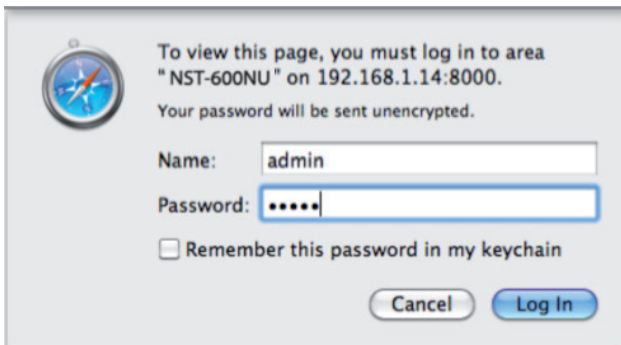 To view this page, you must log in to area
"NST-600NU" on 192.168.1.14:8000.
Your password will be sent unencrypted.
Name: admin
Password: •••••
Remember this password in my keychain
Cancel Log In